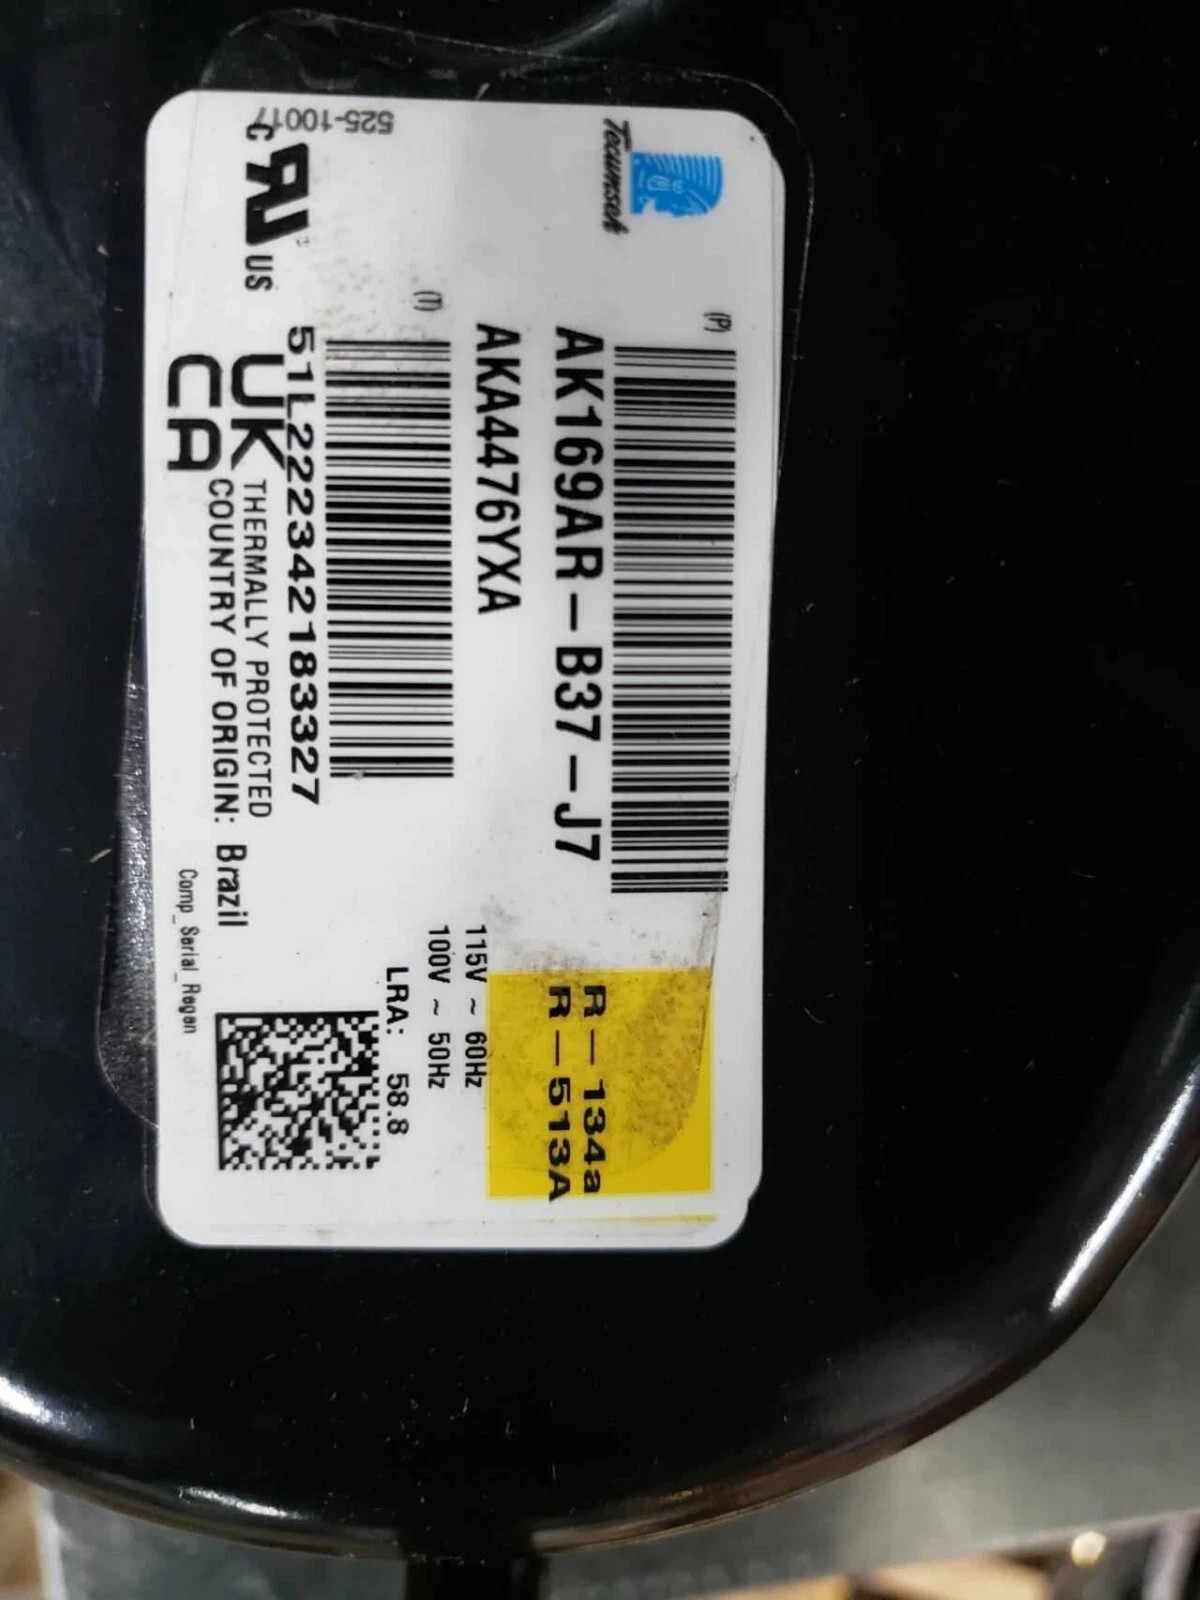 Tecumseh
(P)
AK169AR-B37-J7
AKA4476YXA
R-134a
R-513A
115V ~ 60Hz
100V ~ 50Hz
LRA: 58.8
(T)
51L222342183327
525-10017
C US
UK
CA
THERMALLY PROTECTED
COUNTRY OF ORIGIN: Brazil
Comp_Serial_Regen